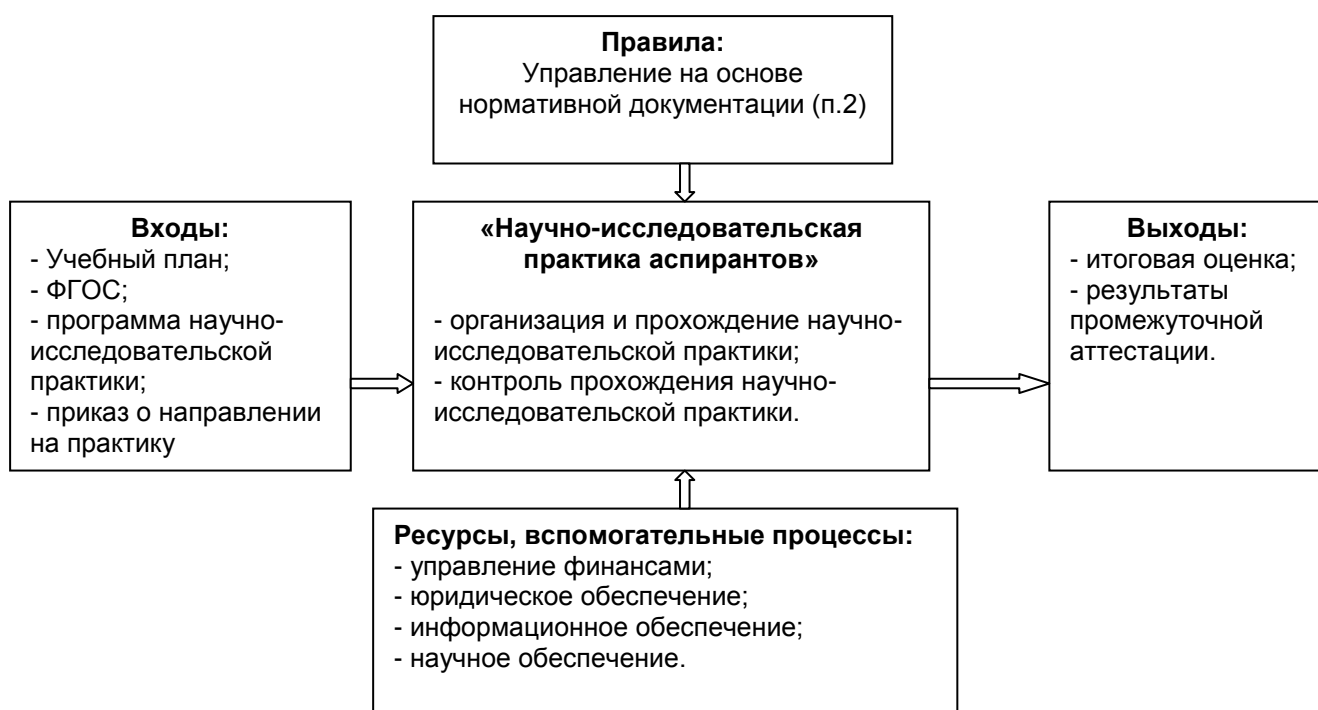 Правила:
Управление на основе
нормативной документации (п.2)
Входы:
- Учебный план;
- ФГОС;
- программа научно-
исследовательской
практики;
- приказ о направлении
на практику
«Научно-исследовательская
практика аспирантов»
- организация и прохождение научно-
исследовательской практики;
- контроль прохождения научно-
исследовательской практики.
Выходы:
- итоговая оценка;
- результаты
промежуточной
аттестации.
Ресурсы, вспомогательные процессы:
- управление финансами;
- юридическое обеспечение;
- информационное обеспечение;
- научное обеспечение.